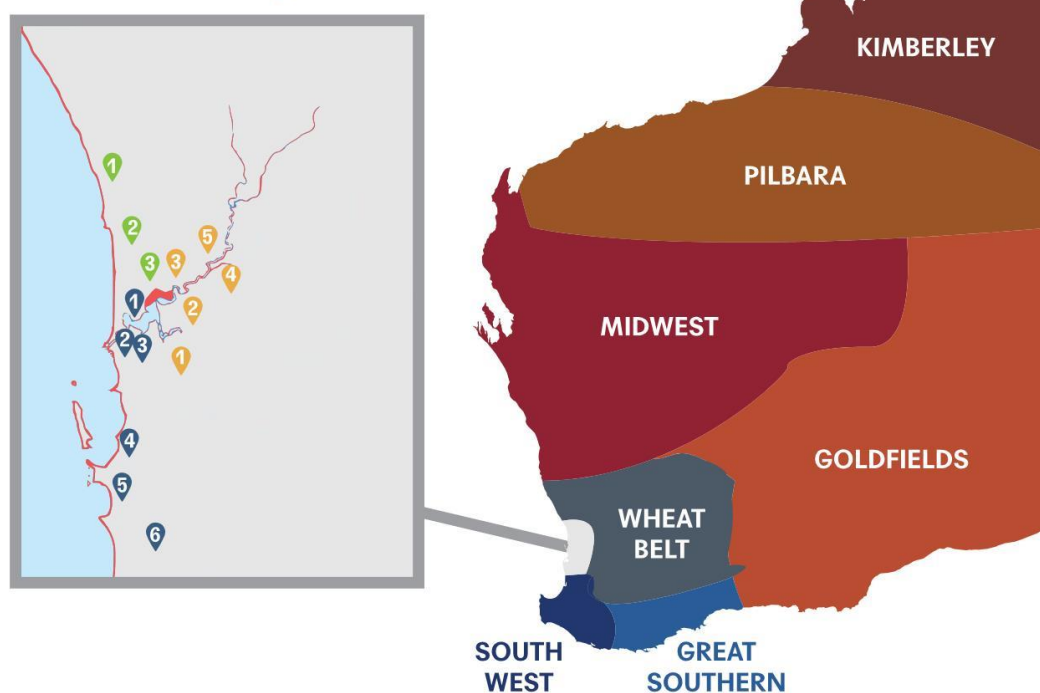 KIMBERLEY
PILBARA
MIDWEST
GOLDFIELDS
WHEAT
BELT
SOUTH
WEST
GREAT
SOUTHERN
1
2
3
3
5
4
1
2
2
3
1
4
5
6